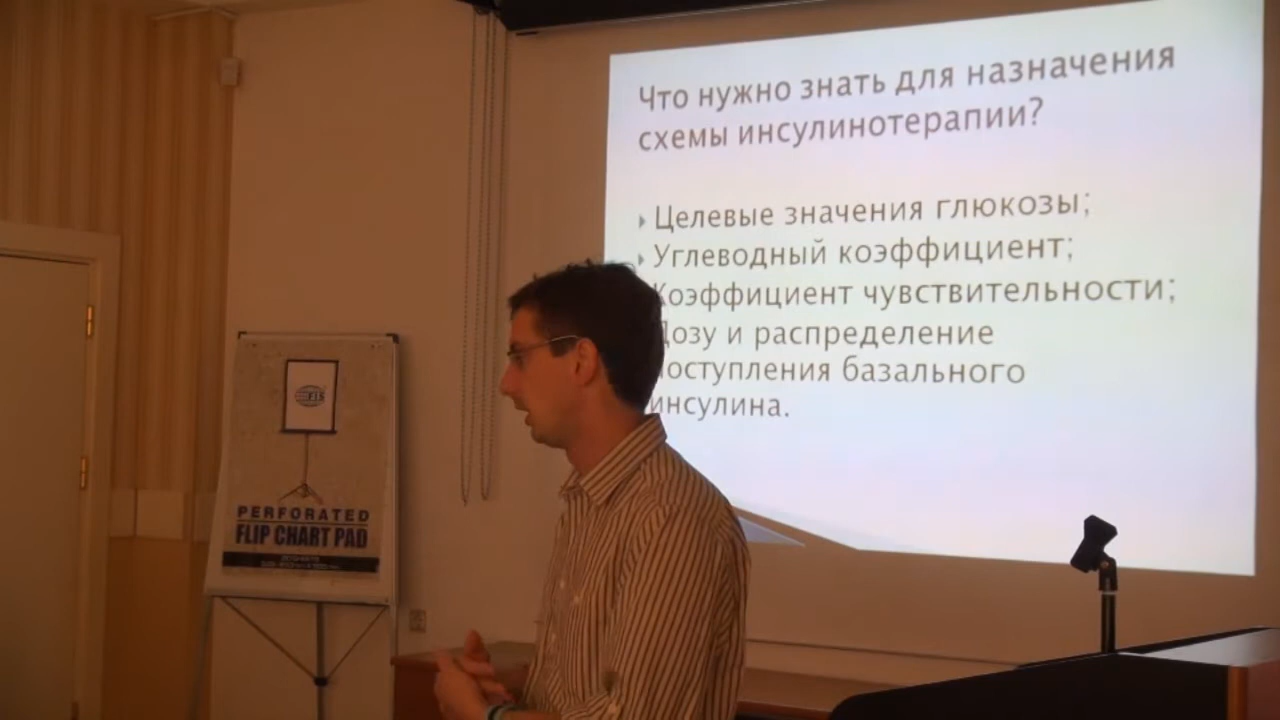 Что нужно знать для назначения
схемы инсулинотерапии?
Целевые значения глюкозы;
Углеводный коэффициент;
Коэффициент чувствительности;
Дозу и распределение
поступления базального
инсулина.
FIS
PERFORATED
FLIP CHART PAD